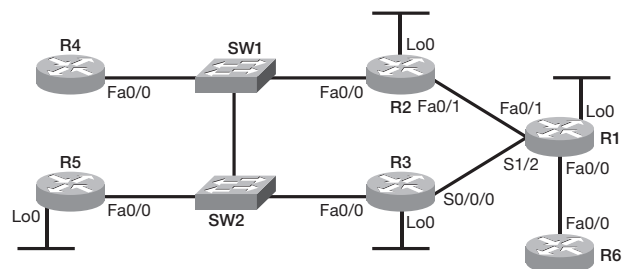 R4
Fa0/0
SW1
Fa0/0
Lo0
R2
Fa0/1
Fa0/1
Lo0
R1
S1/2
Fa0/0
R5
Lo0
Fa0/0
SW2
Fa0/0
R3
S0/0/0
Lo0
Fa0/0
R6